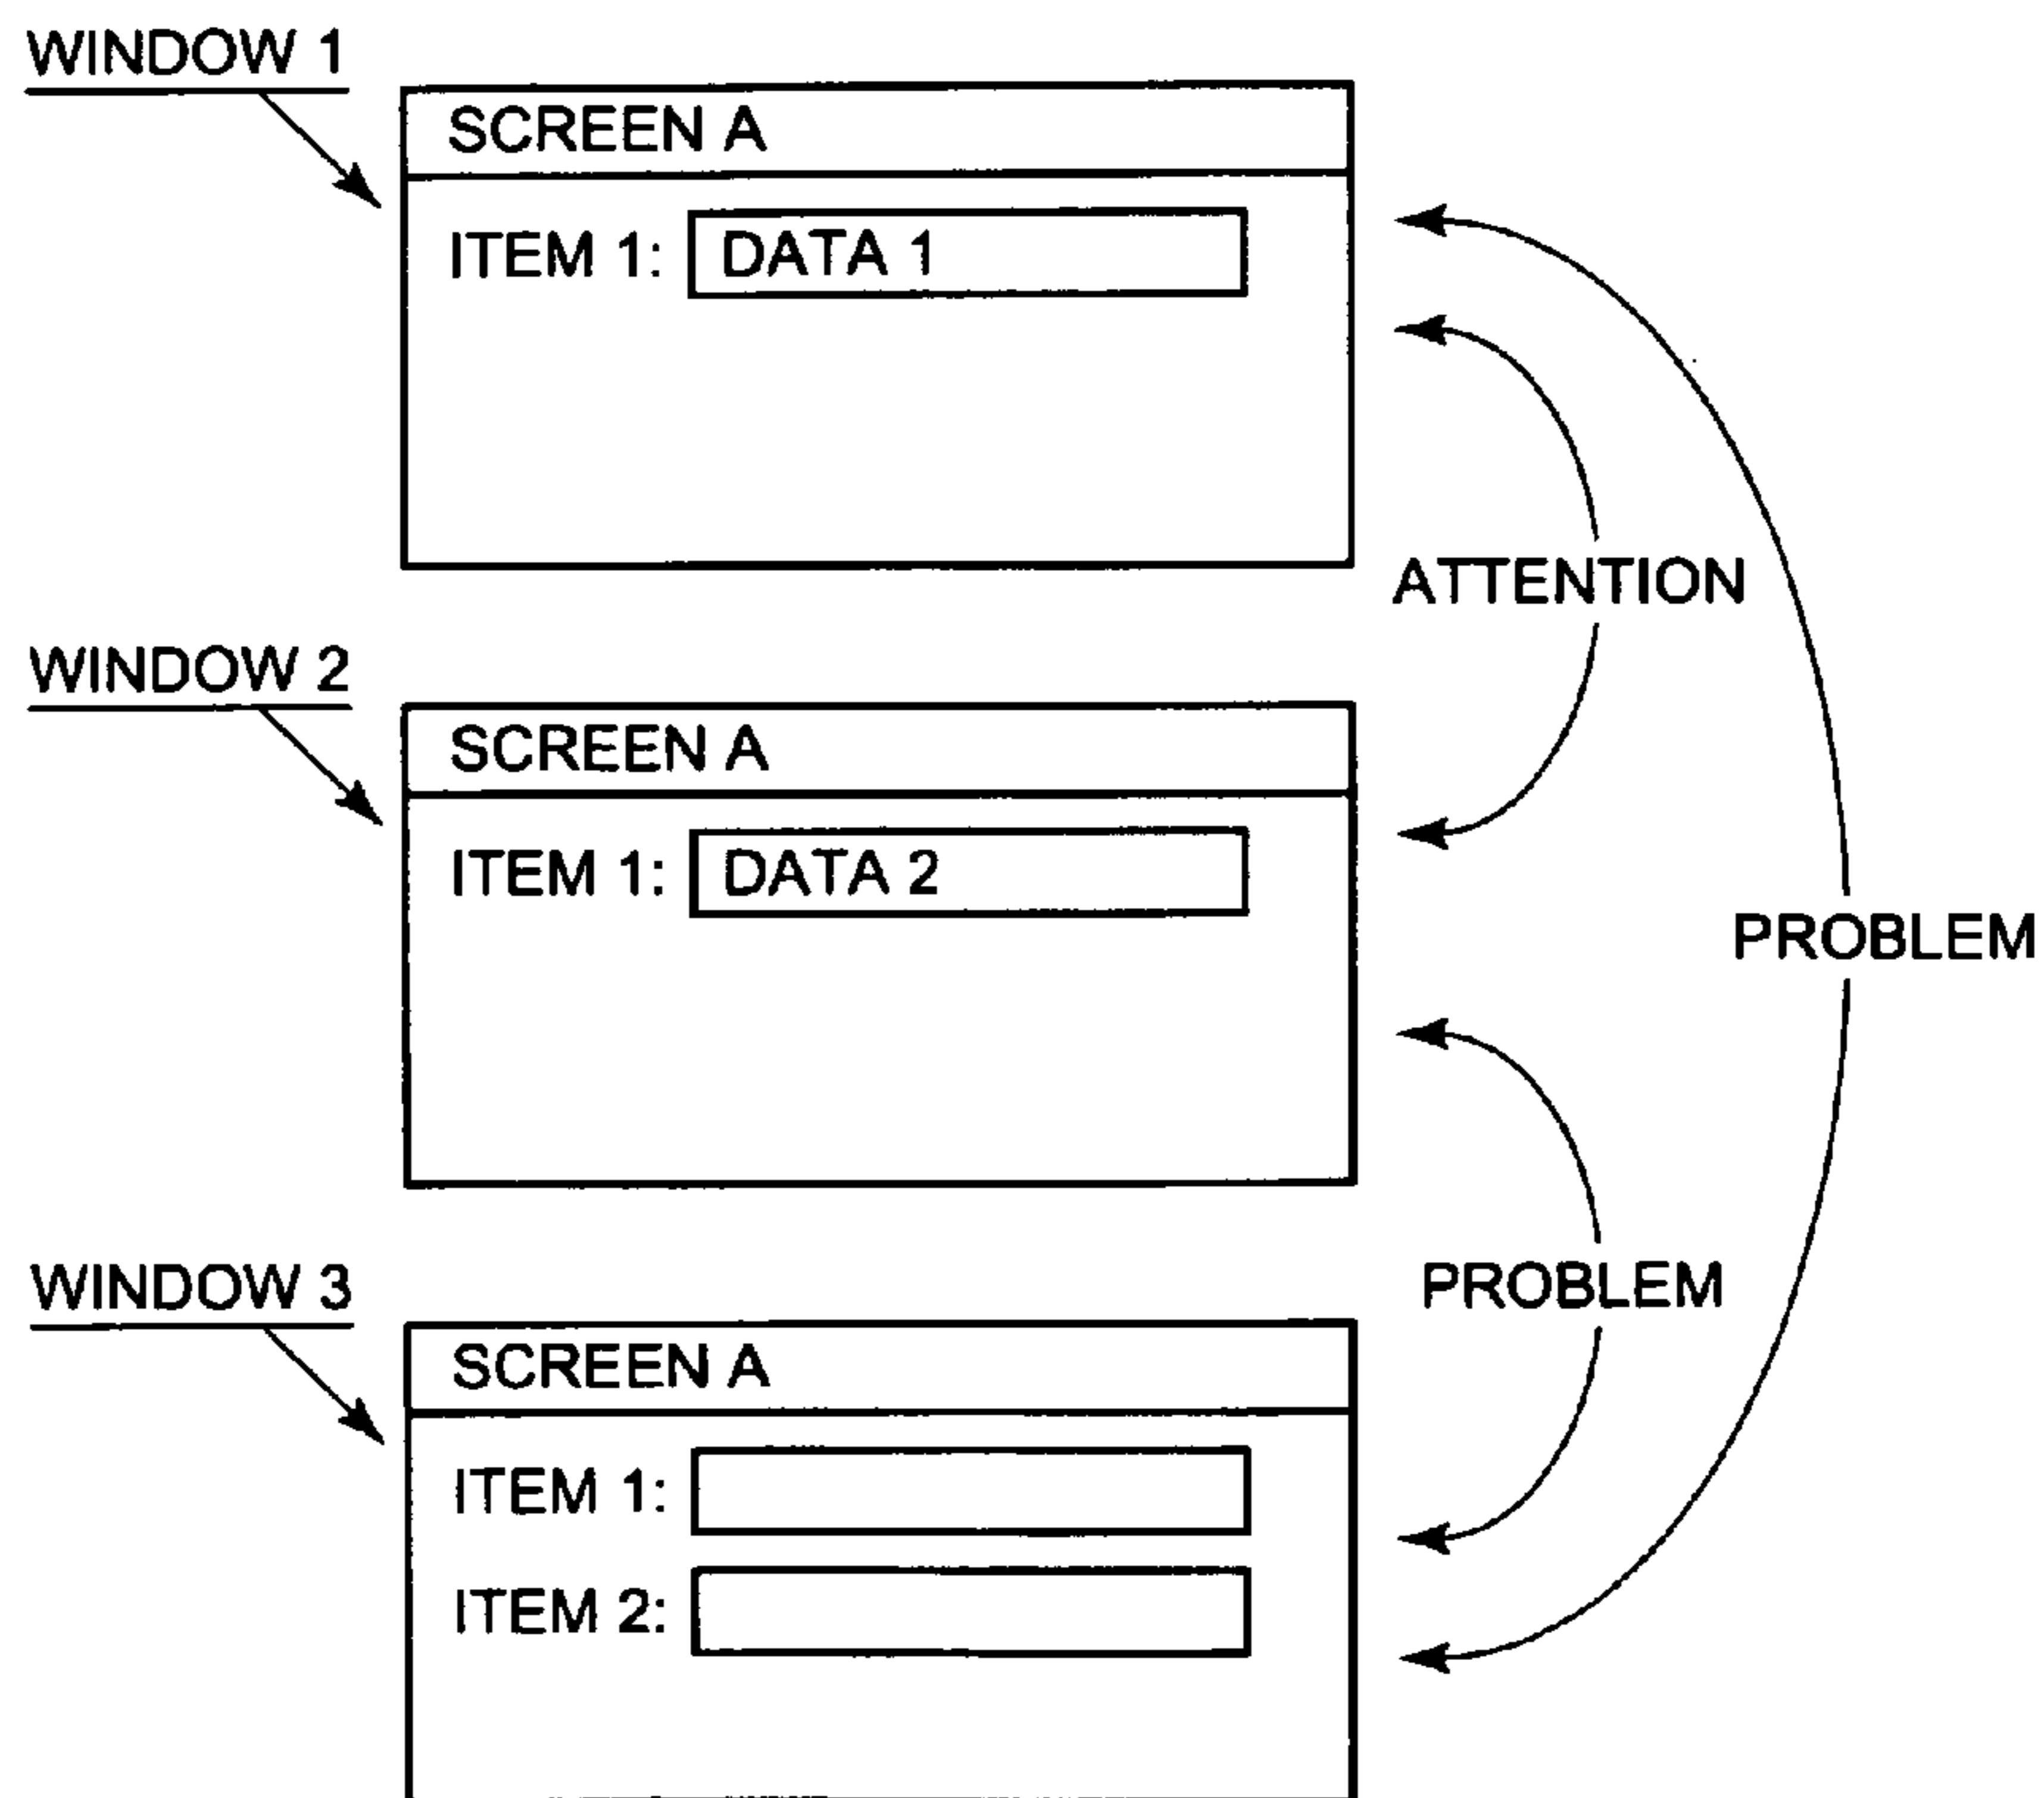 WINDOW 1
SCREEN A
ITEM 1: DATA 1
ATTENTION
WINDOW 2
SCREEN A
ITEM 1: DATA 2
PROBLEM
WINDOW 3
PROBLEM
SCREEN A
ITEM 1:
ITEM 2: